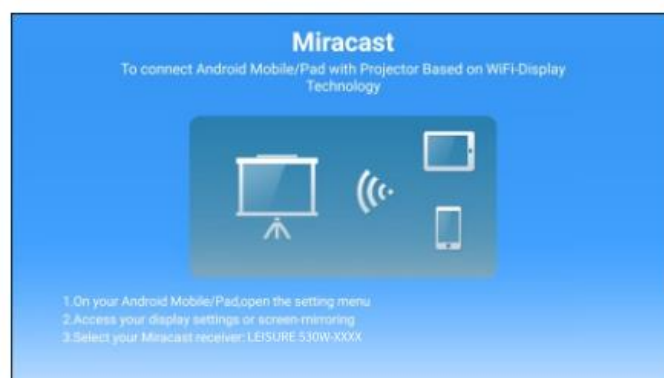 Miracast
To connect Android Mobile/Pad with Projector Based on WiFi-Display
Technology
1.On your Android Mobile/Pad,open the setting menu
2.Access your display settings or screen-mirroring
3.Select your Miracast receiver: LEISURE 530W-XXXX